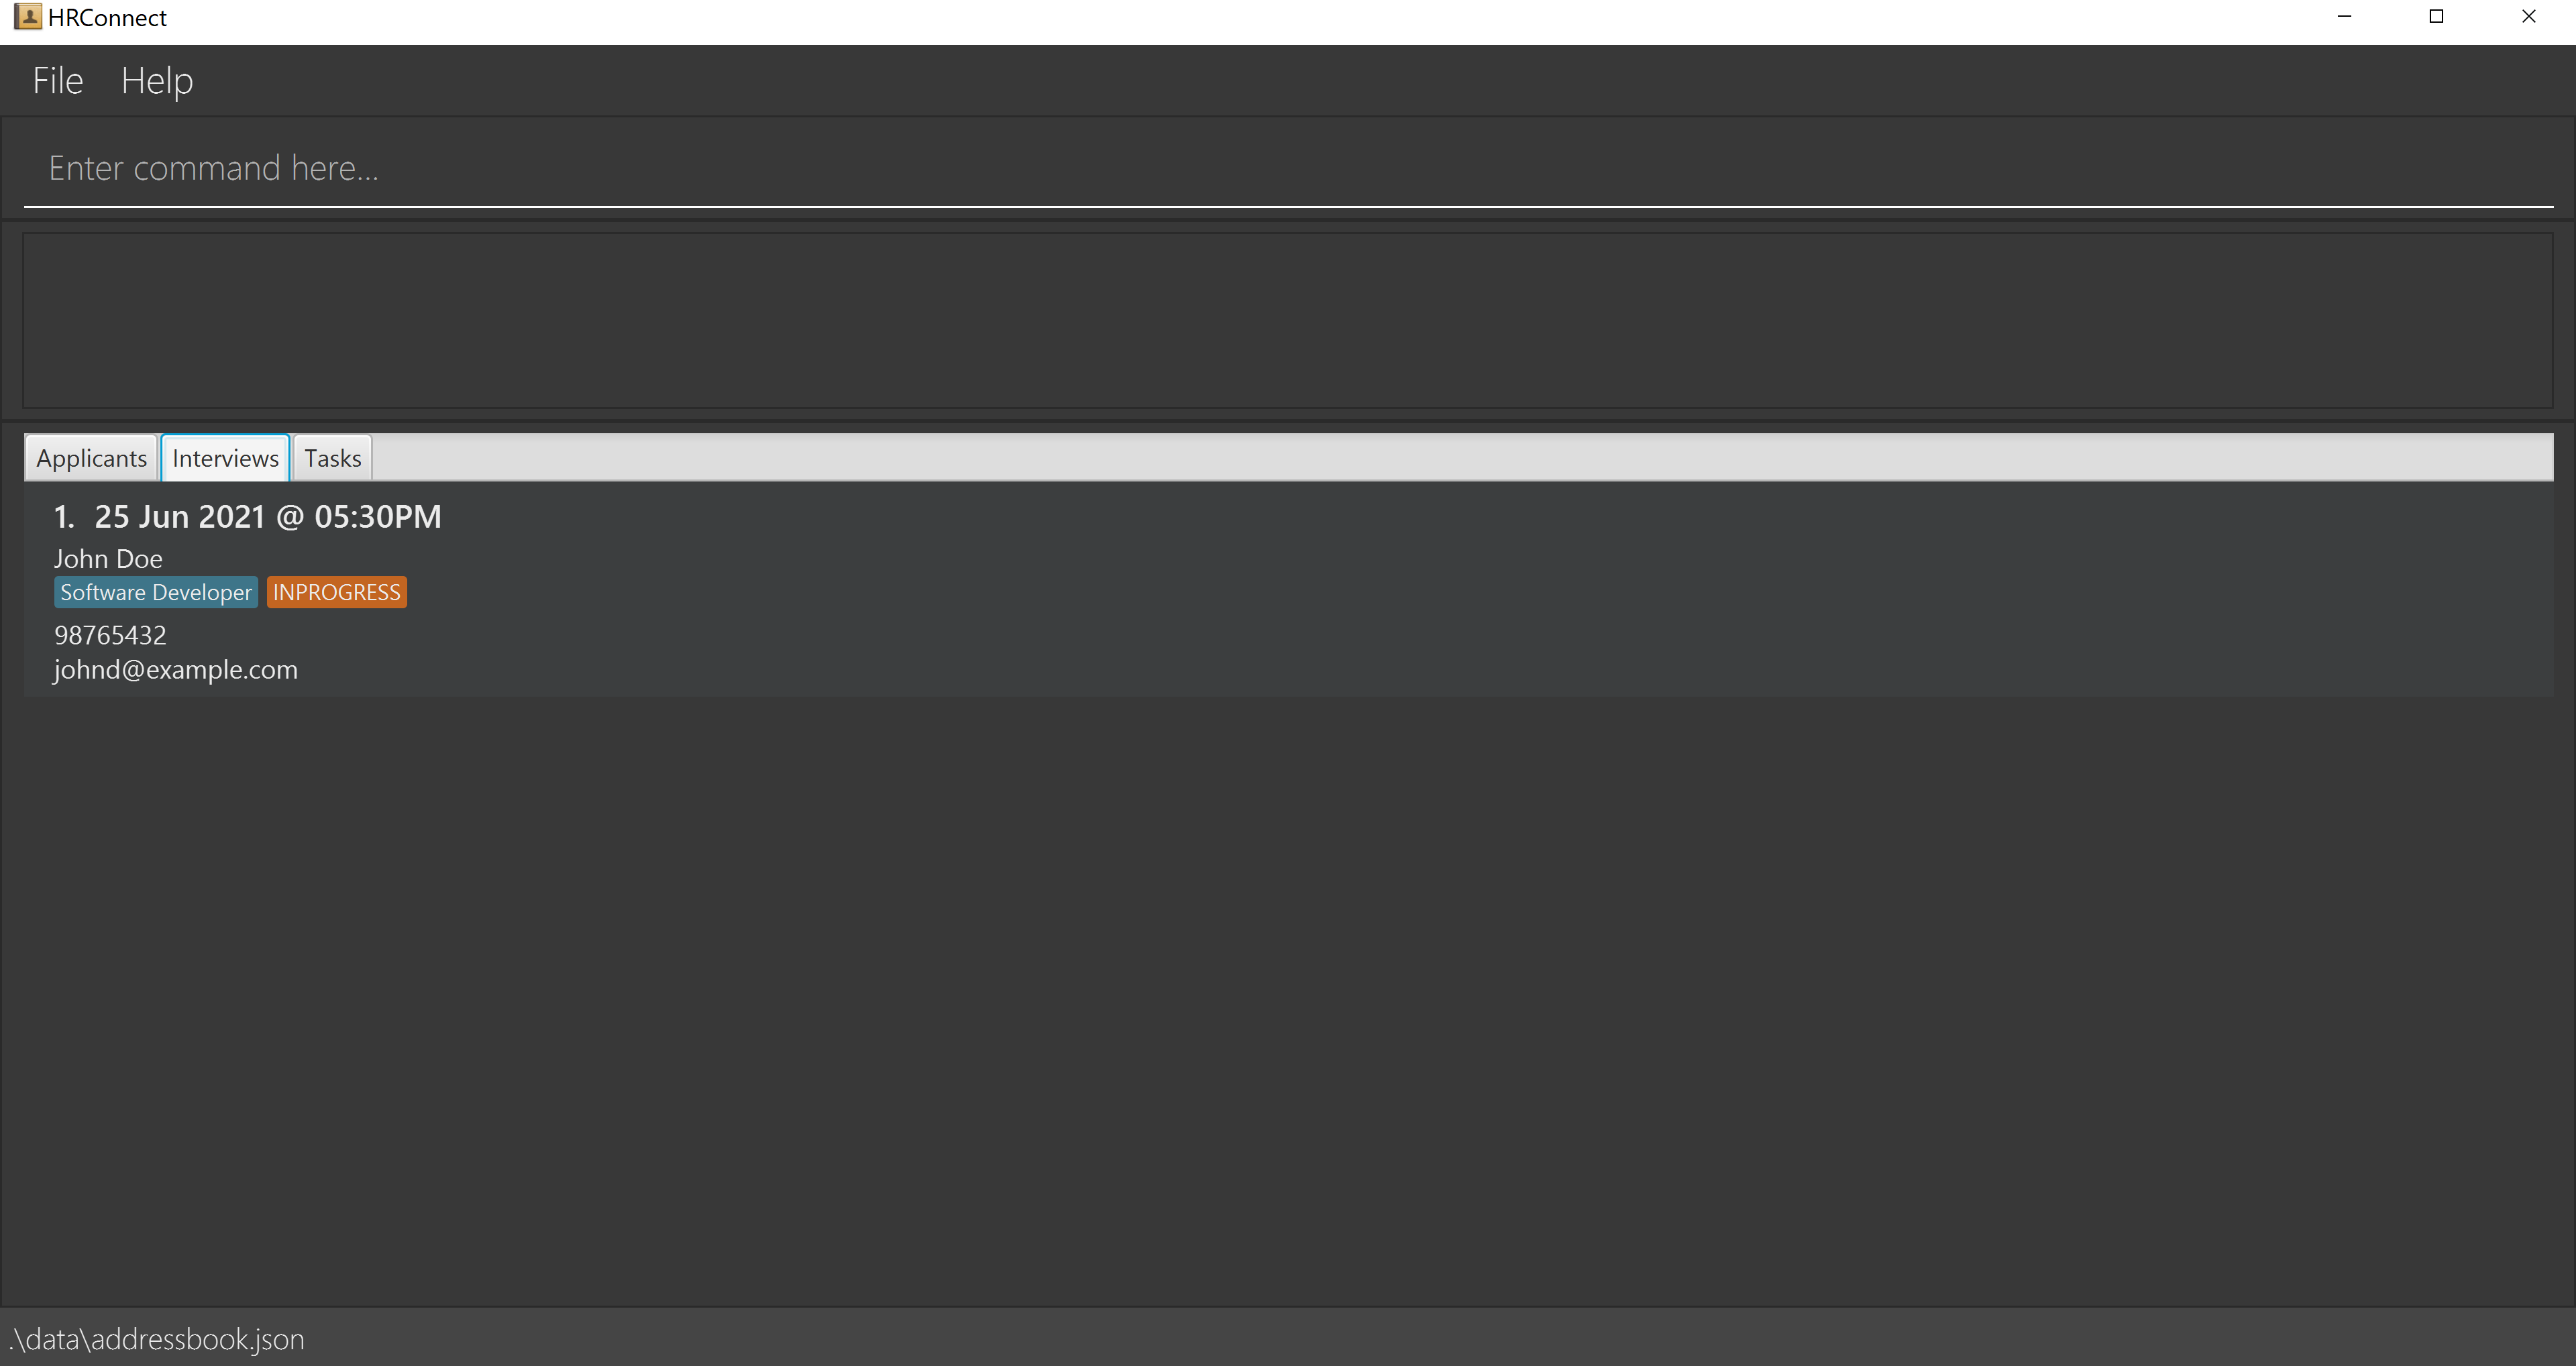 HRConnect
File Help
Enter command here...
Applicants Interviews Tasks
1. 25 Jun 2021 @ 05:30PM
John Doe
Software Developer INPROGRESS
98765432
johnd@example.com
.\data\addressbook.json